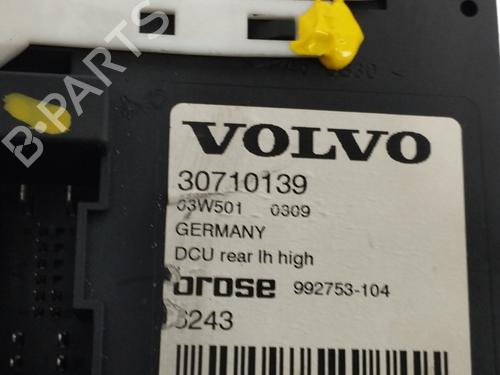 B-PARTS
VOLVO
30710139
03W501 0309
GERMANY
DCU rear lh high
brose 992753-104
6243